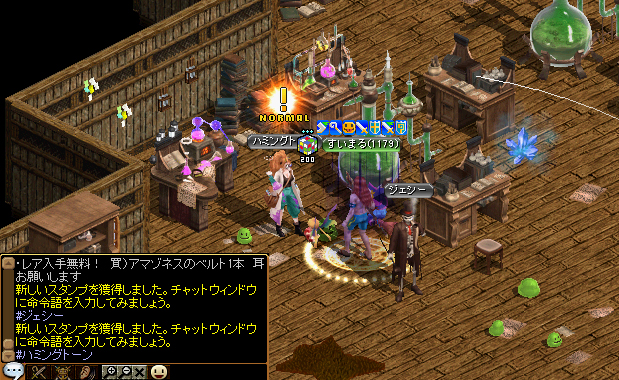 NORMAL
ハミングト
すいまる(1179)
200
ジェシー
・レア入手無料! 買)アマゾネスのベルト1本 耳
お願いします
新しいスタンプを獲得しました。チャットウィンドウ
に命令語を入力してみましょう。
#ジェシー
新しいスタンプを獲得しました。チャットウィンドウ
に命令語を入力してみましょう。
#ハミングトーン